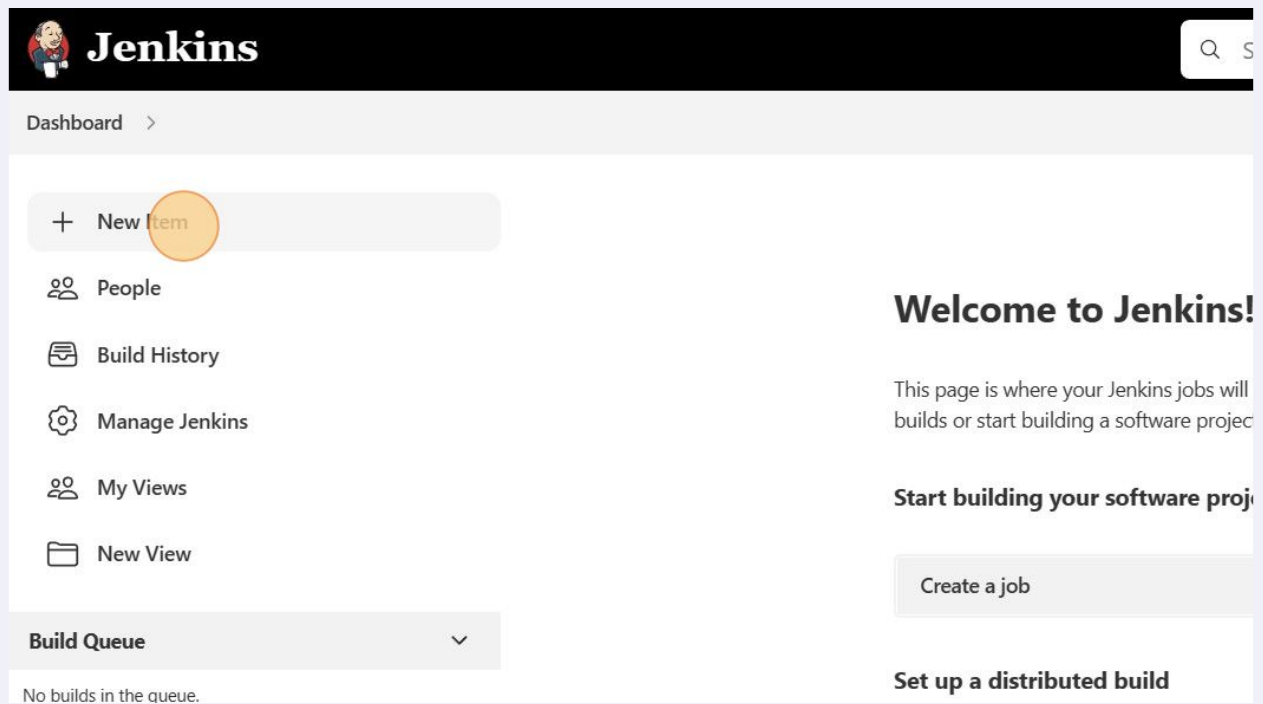 Jenkins
Dashboard
New Item
People
Build History
Manage Jenkins
My Views
New View
Build Queue
No builds in the queue.
Welcome to Jenkins!
This page is where your Jenkins jobs will
builds or start building a software
Start building your software
Create a job
Set up a distributed build